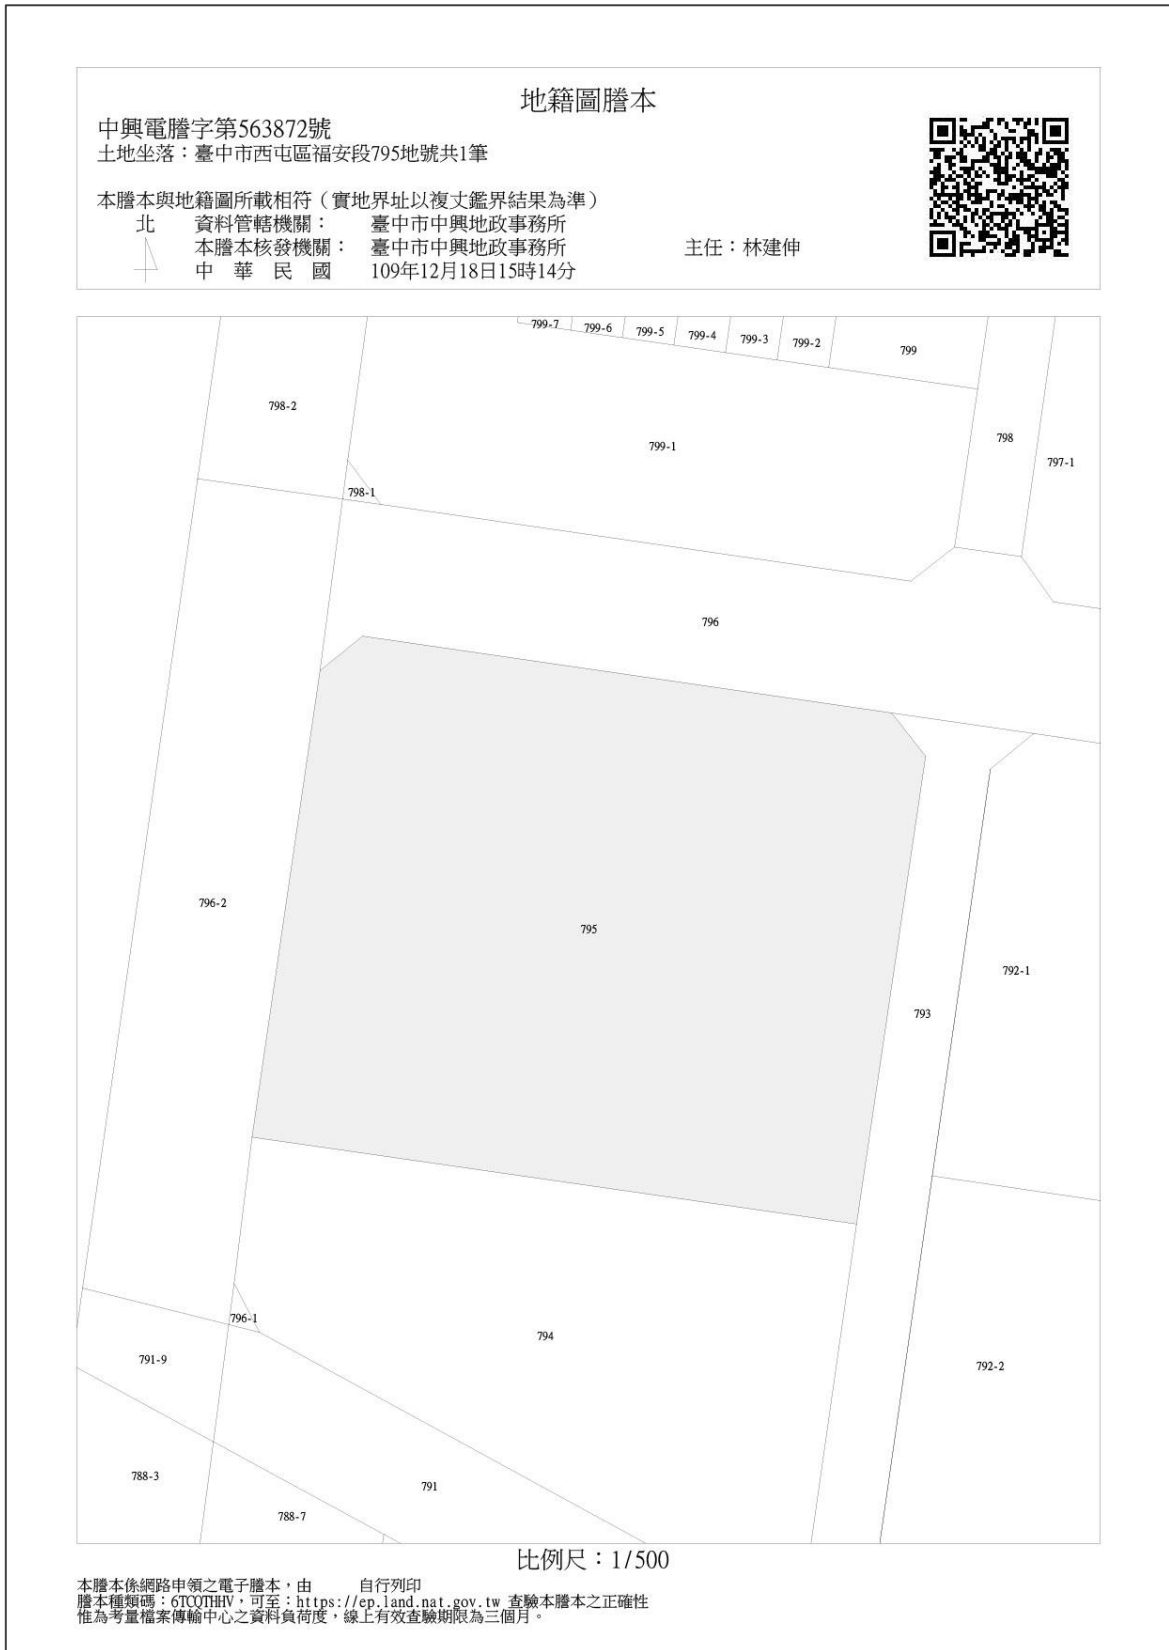 地籍圖謄本
中興電謄字第563872號
土地坐落：臺中市西屯區福安段795地號共1筆
本謄本與地籍圖所載相符（實地界址以複丈鑑界結果為準）
北 資料管轄機關： 臺中市中興地政事務所
本謄本核發機關： 臺中市中興地政事務所 主任：林建伸
中 華 民 國 109年12月18日15時14分
799-7 799-6 799-5 799-4 799-3 799-2 799
798-2
799-1
798
797-1
798-1
796
796-2
795
792-1
793
796-1
794
791-9
792-2
788-3
791
788-7
比例尺：1/500
本謄本係網路申領之電子謄本，由 自行列印
謄本種類碼：6TCQTHHV，可至：https://ep.land.nat.gov.tw 查驗本謄本之正確性
惟為考量檔案傳輸中心之資料負荷度，線上有效查驗期限為三個月。